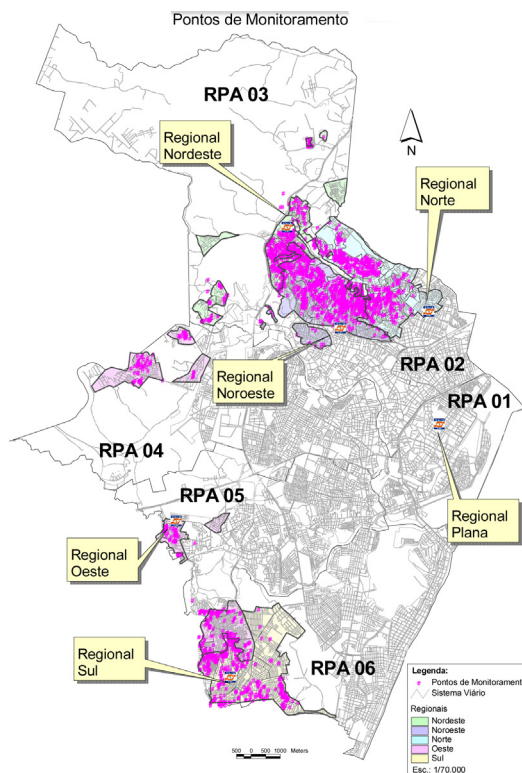 Pontos de Monitoramento
RPA 03
Regional
Nordeste
N
Regional
Norte
RPA 02
Regional
Noroeste
RPA 01
RPA 04
RPA 05
Regional
Plana
Regional
Oeste
RPA 06
Regional
Sul
Legenda:
Pontos de Monitorament
Sistema Viário
Regionais
Nordeste
Noroeste
Norte
Oeste
Sul
500 0 500 1000 Meters
Esc.: 1/70.000